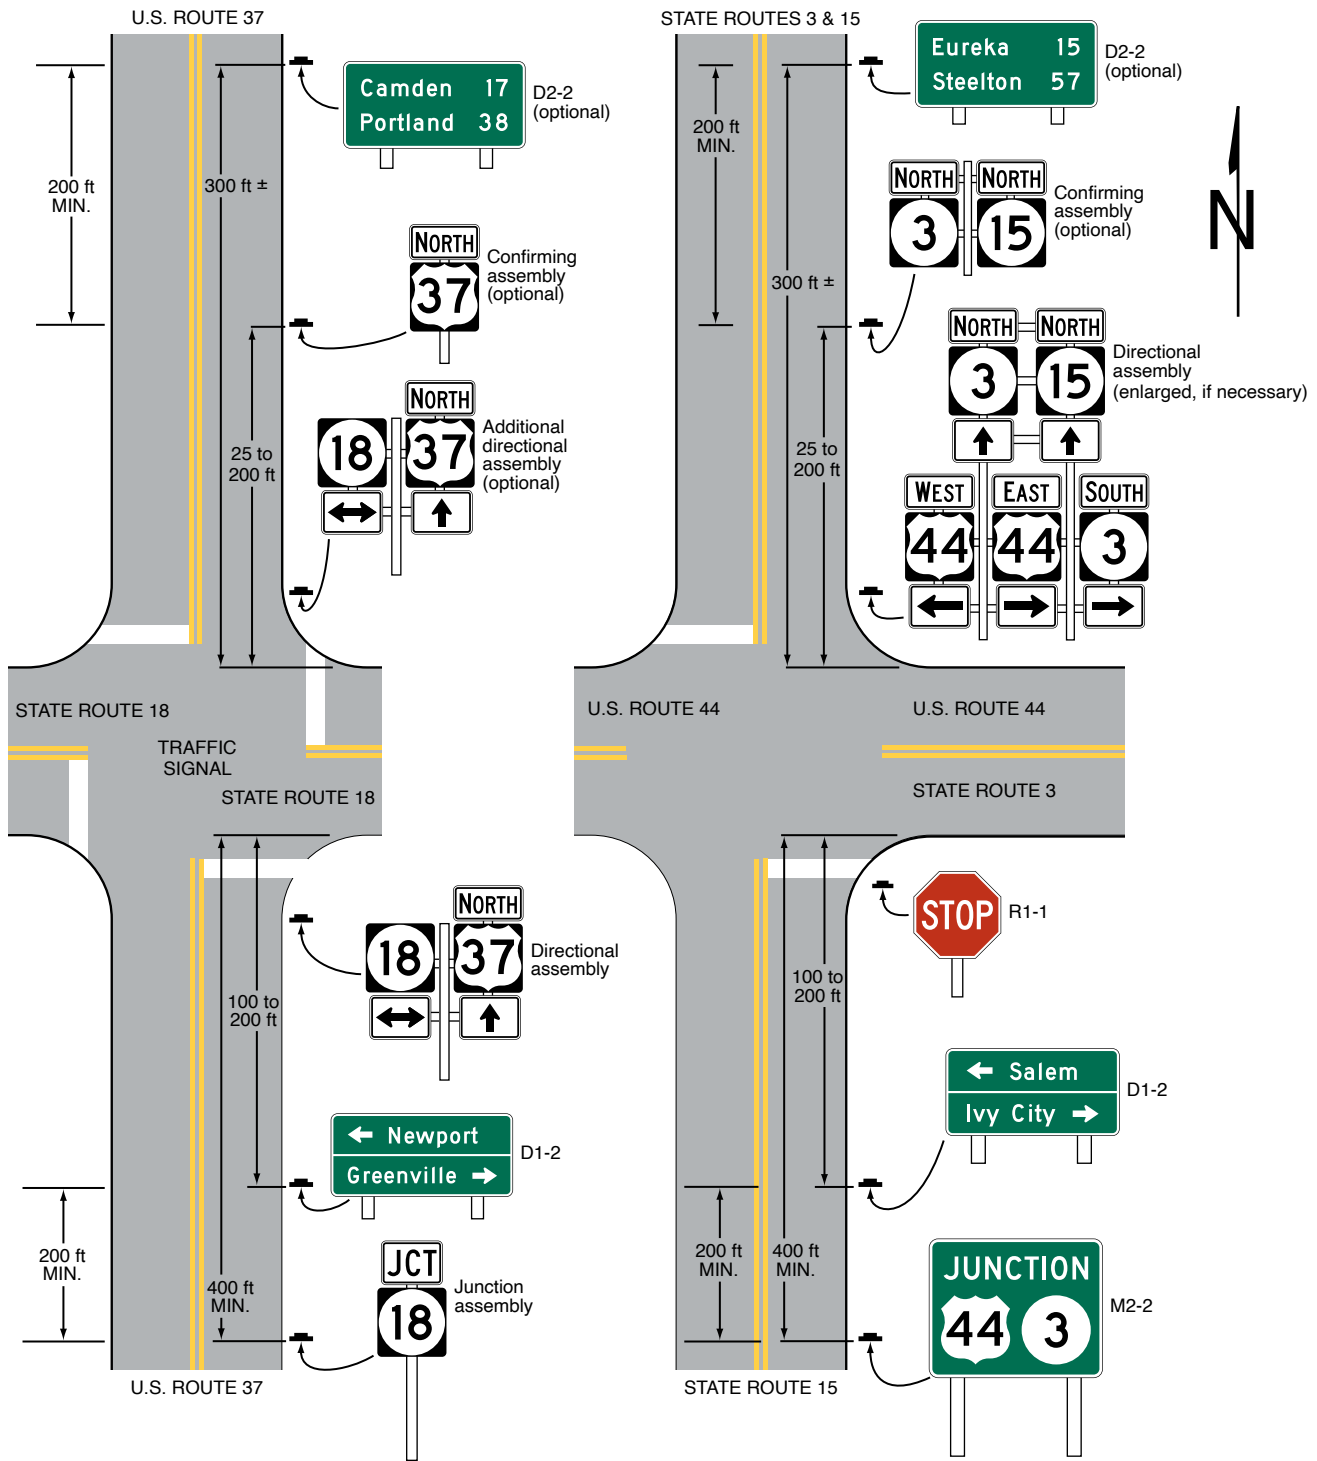 U.S. ROUTE 37
200 ft
MIN.
300 ft ±
Camden 17
Portland 38
D2-2
(optional)
NORTH
37
Confirming
assembly
(optional)
25 to
200 ft
NORTH
18 37
Additional
directional
assembly
(optional)
STATE ROUTE 18
TRAFFIC
SIGNAL
STATE ROUTE 18
NORTH
18 37
Directional
assembly
100 to
200 ft
← Newport
Greenville →
D1-2
200 ft
MIN.
400 ft
MIN.
JCT
18
Junction
assembly
U.S. ROUTE 37
STATE ROUTES 3 & 15
200 ft
MIN.
300 ft ±
Eureka 15
Steelton 57
D2-2
(optional)
N
NORTH NORTH
3 15
Confirming
assembly
(optional)
25 to
200 ft
NORTH NORTH
3 15
Directional
assembly
(enlarged, if necessary)
WEST EAST SOUTH
44 44 3
U.S. ROUTE 44
U.S. ROUTE 44
STATE ROUTE 3
STOP
R1-1
100 to
200 ft
← Salem
Ivy City →
D1-2
200 ft
MIN.
400 ft
MIN.
JUNCTION
44 3
M2-2
STATE ROUTE 15